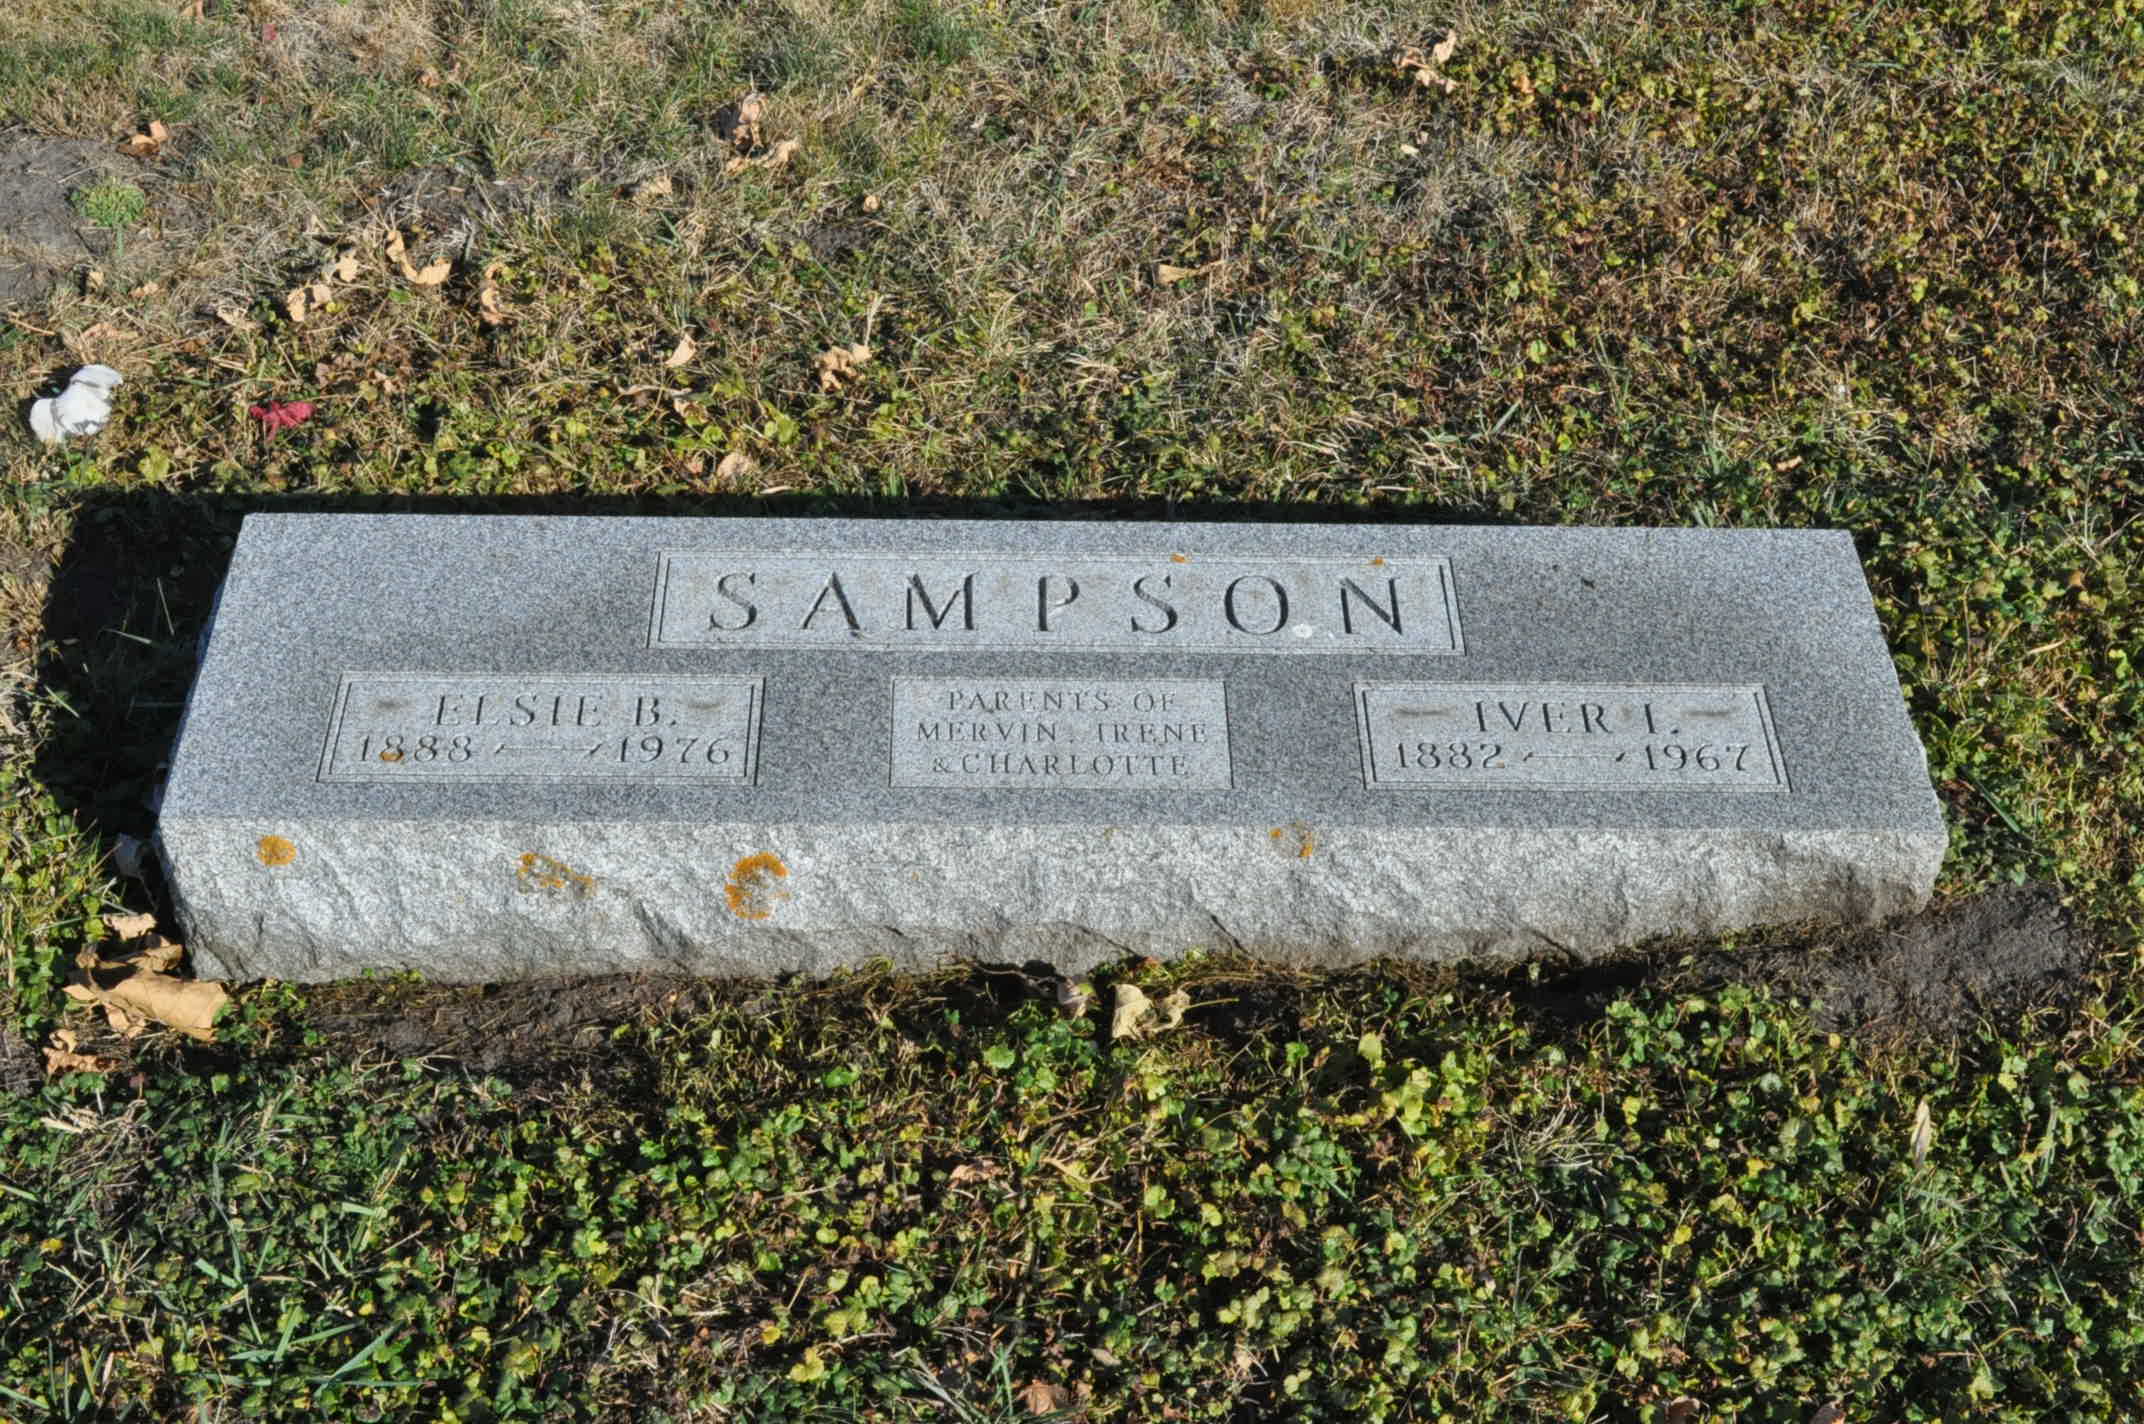 SAMPSON
ELSIE B.
1888 1976
PARENTS OF
MERVIN, IRENE
& CHARLOTTE
IVER I.
1882 1967